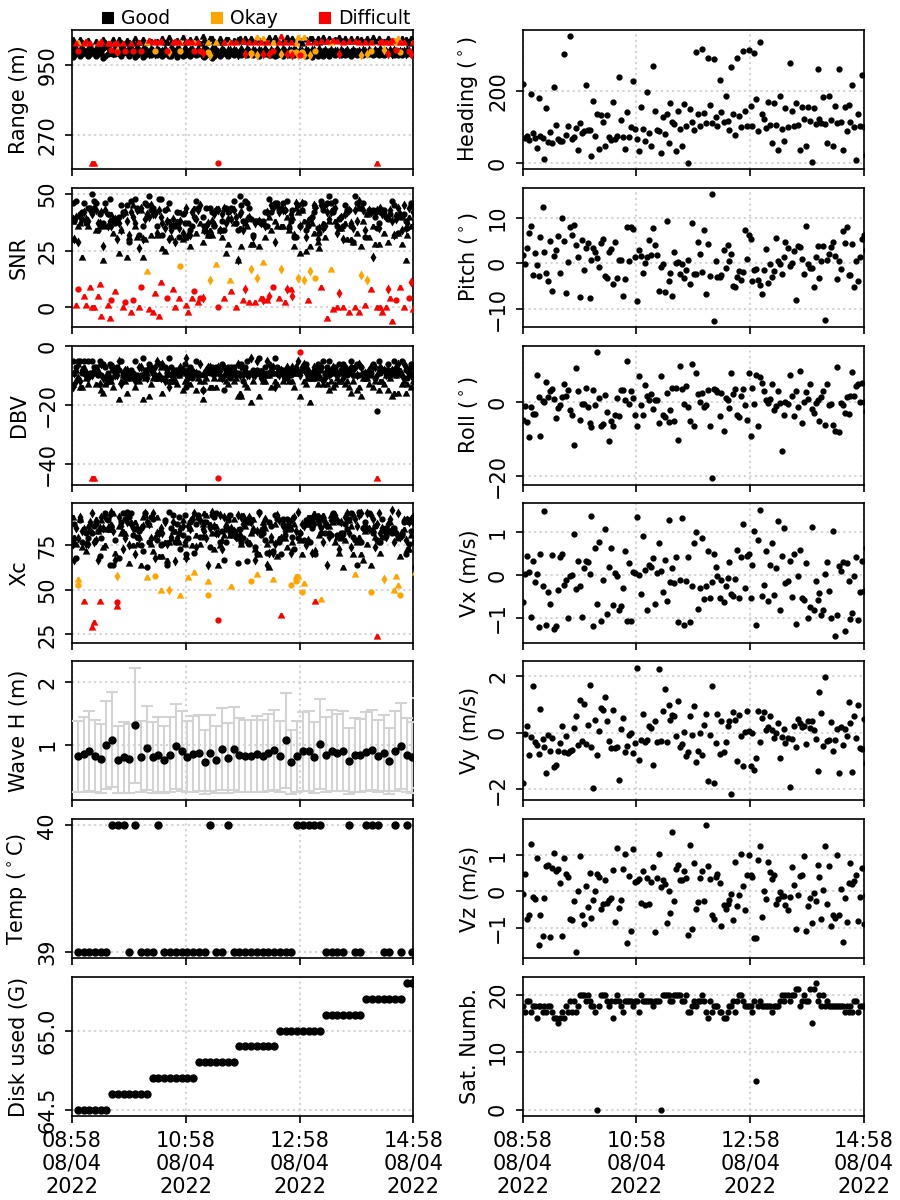 Good Okay Difficult
Range (m)
950
270
Heading (°)
200
0
SNR
50
25
0
Pitch (°)
10
0
−10
DBV
0
−20
−40
Roll (°)
0
−20
Xc
75
50
25
Vx (m/s)
1
0
−1
Wave H (m)
2
1
Vy (m/s)
2
0
−2
Temp (°C)
40
39
Vz (m/s)
1
0
−1
Disk used (G)
65.0
64.5
Sat. Numb.
20
10
0
08:58 10:58 12:58 14:58
08/04 08/04 08/04 08/04
2022 2022 2022 2022
08:58 10:58 12:58 14:58
08/04 08/04 08/04 08/04
2022 2022 2022 2022